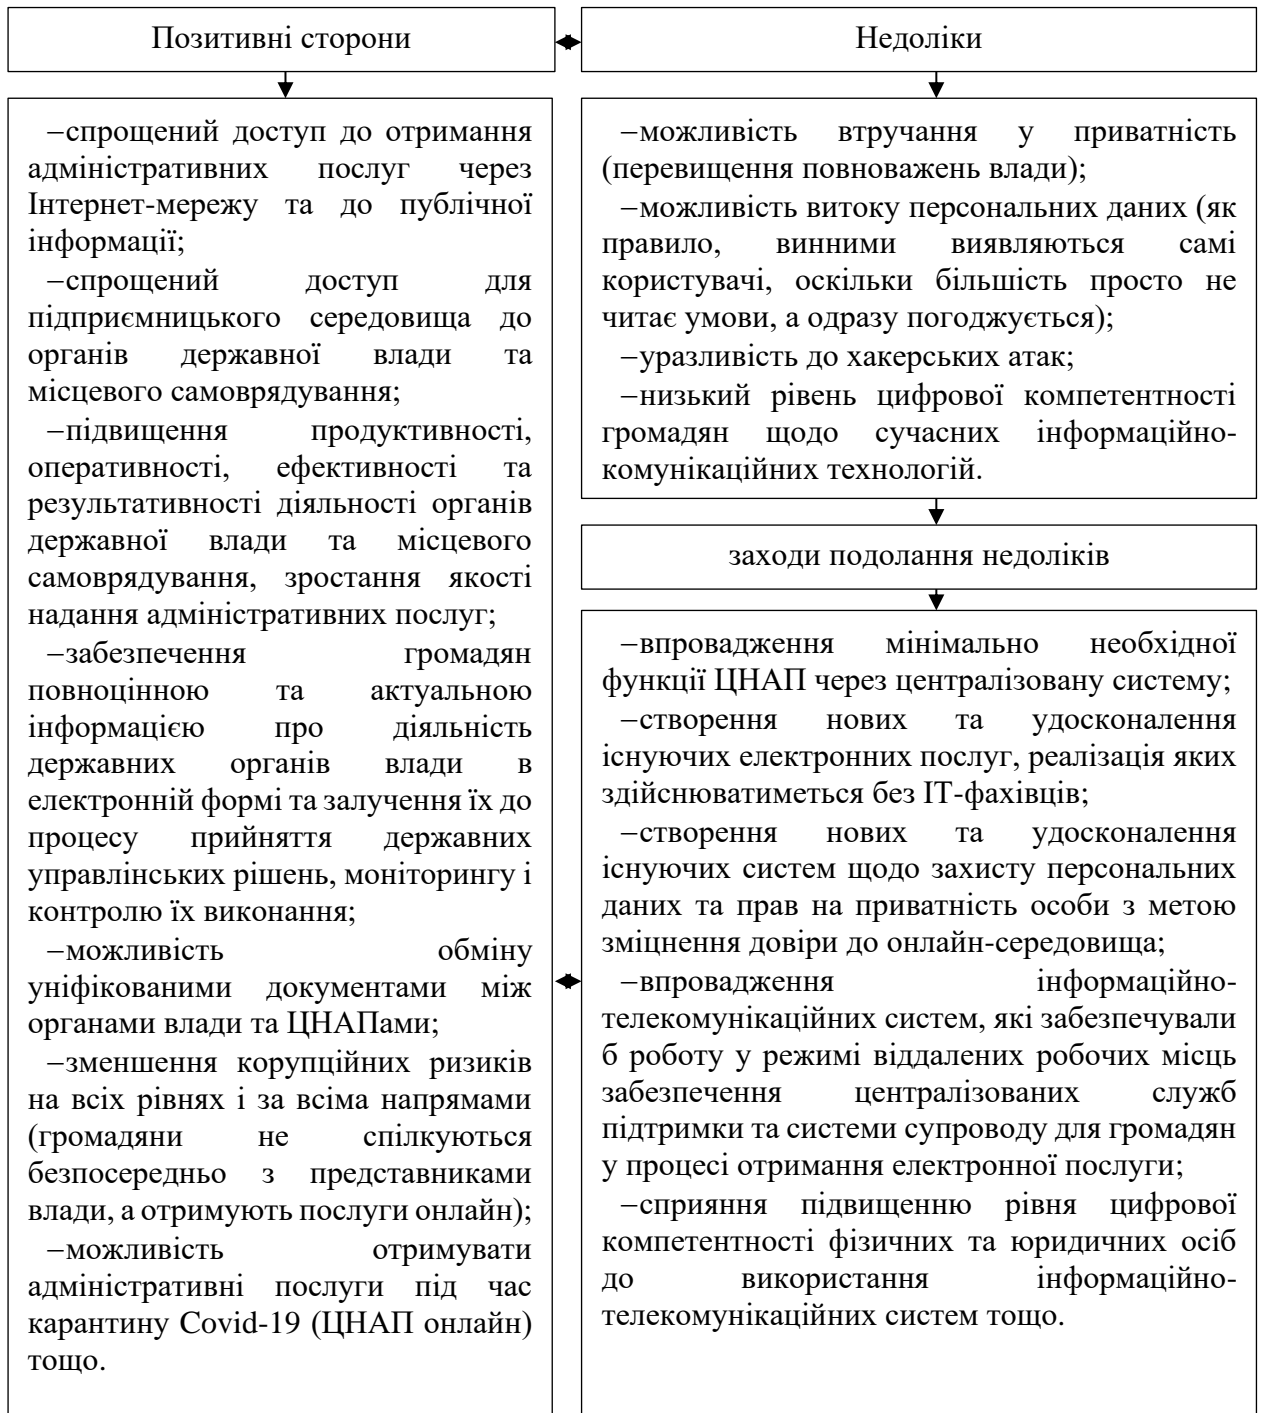 Позитивні сторони
−спрощений доступ до отримання
адміністративних послуг через
Інтернет-мережу та до публічної
інформації;
−спрощений доступ для
підприємницького середовища до
органів державної влади та
місцевого самоврядування;
−підвищення продуктивності,
оперативності, ефективності та
результативності діяльності органів
державної влади та місцевого
самоврядування, зростання якості
надання адміністративних послуг;
−забезпечення громадян
повноцінною та актуальною
інформацією про діяльність
державних органів влади в
електронній формі та залучення їх до
процесу прийняття державних
управлінських рішень, моніторингу і
контролю їх виконання;
−можливість обміну
уніфікованими документами між
органами влади та ЦНАПами;
−зменшення корупційних ризиків
на всіх рівнях і за всіма напрямами
(громадяни не спілкуються
безпосередньо з представниками
влади, а отримують послуги онлайн);
−можливість отримувати
адміністративні послуги під час
карантину Covid-19 (ЦНАП онлайн)
тощо.
Недоліки
−можливість втручання у приватність
(перевищення повноважень влади);
−можливість витоку персональних даних (як
правило, винними виявляються самі
користувачі, оскільки більшість просто не
читає умови, а одразу погоджується);
−уразливість до хакерських атак;
−низький рівень цифрової компетентності
громадян щодо сучасних інформаційно-
комунікаційних технологій.
заходи подолання недоліків
−впровадження мінімально необхідної
функції ЦНАП через централізовану систему;
−створення нових та удосконалення
існуючих електронних послуг, реалізація яких
здійснюватиметься без ІТ-фахівців;
−створення нових та удосконалення
існуючих систем щодо захисту персональних
даних та прав на приватність особи з метою
зміцнення довіри до онлайн-середовища;
−впровадження інформаційно-
телекомунікаційних систем, які забезпечували
б роботу у режимі віддалених робочих місць
забезпечення централізованих служб
підтримки та системи супроводу для громадян
у процесі отримання електронної послуги;
−сприяння підвищенню рівня цифрової
компетентності фізичних та юридичних осіб
до використання інформаційно-
телекомунікаційних систем тощо.